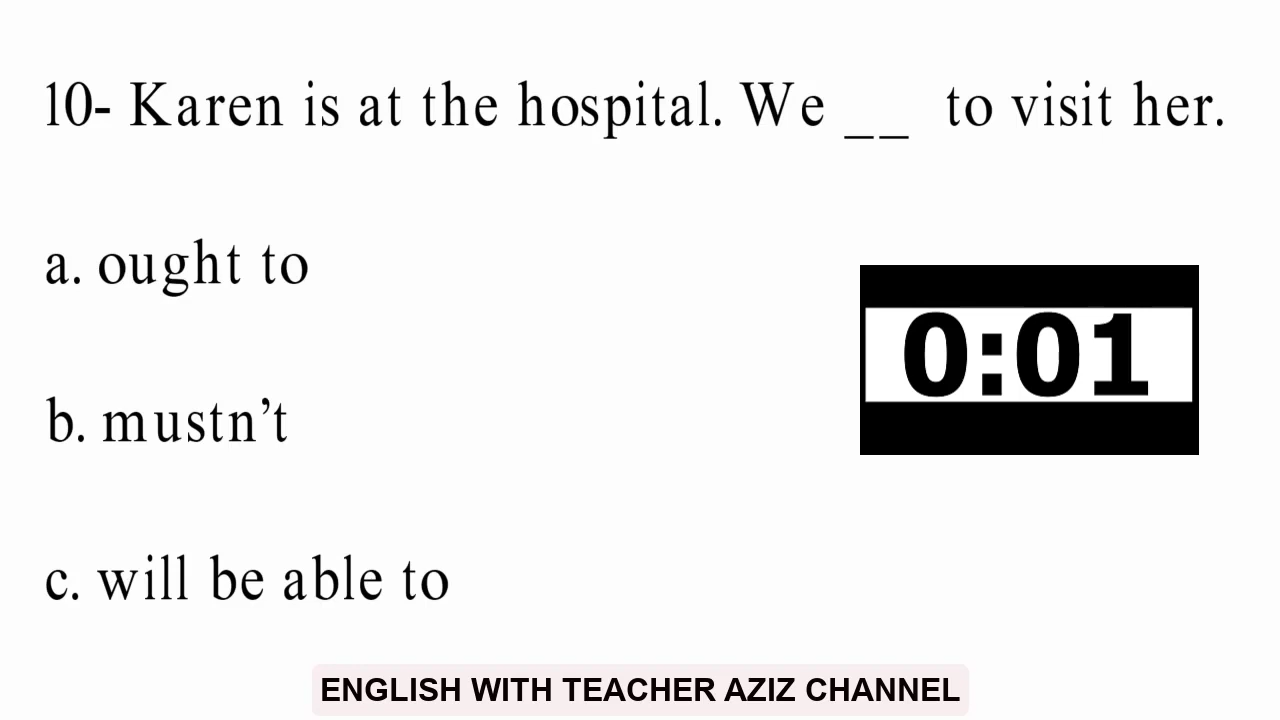 10- Karen is at the hospital. We _ _ to visit her.
a. ought to
0:01
b. mustn’t
c. will be able to
ENGLISH WITH TEACHER AZIZ CHANNEL